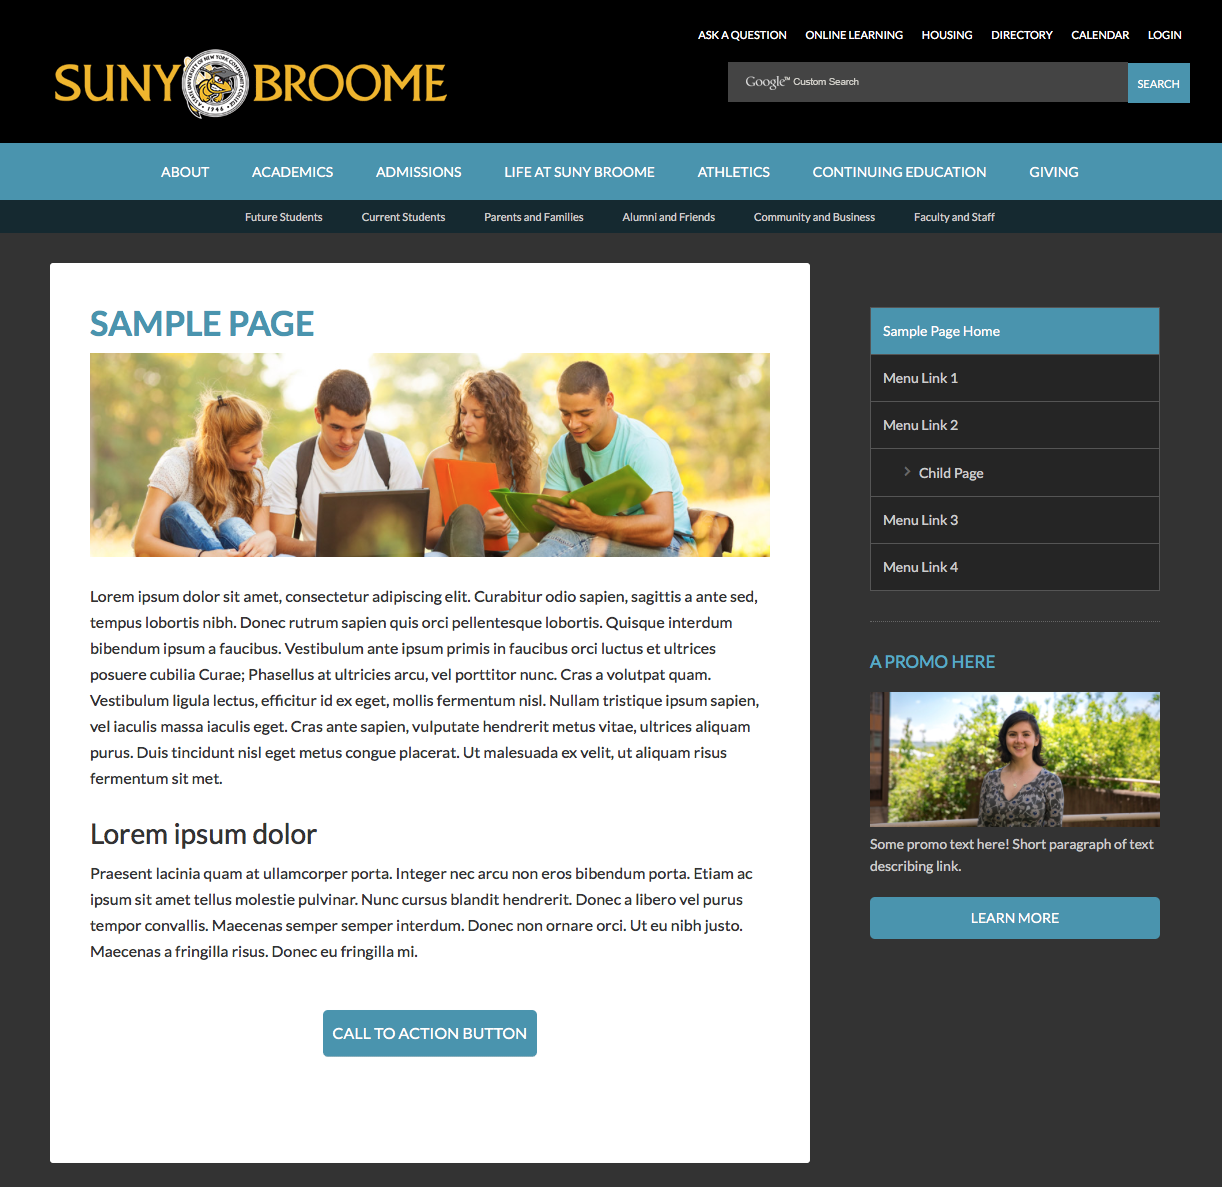 ASK A QUESTION ONLINE LEARNING HOUSING DIRECTORY CALENDAR LOGIN
SUNY BROOME
Google™ Custom Search SEARCH
ABOUT ACADEMICS ADMISSIONS LIFE AT SUNY BROOME ATHLETICS CONTINUING EDUCATION GIVING
Future Students Current Students Parents and Families Alumni and Friends Community and Business Faculty and Staff
SAMPLE PAGE
Lorem ipsum dolor sit amet, consectetur adipiscing elit. Curabitur odio sapien, sagittis a ante sed,
tempus lobortis nibh. Donec rutrum sapien quis orci pellentesque lobortis. Quisque interdum
bibendum ipsum a faucibus. Vestibulum ante ipsum primis in faucibus orci luctus et ultrices
posuere cubilia Curae; Phasellus at ultricies arcu, vel porttitor nunc. Cras a volutpat quam.
Vestibulum ligula lectus, efficitur id ex eget, mollis fermentum nisl. Nullam tristique ipsum sapien,
vel iaculis massa iaculis eget. Cras ante sapien, vulputate hendrerit metus vitae, ultrices aliquam
purus. Duis tincidunt nisl eget metus congue placerat. Ut malesuada ex velit, ut aliquam risus
fermentum sit met.
Lorem ipsum dolor
Praesent lacinia quam at ullamcorper porta. Integer nec arcu non eros bibendum porta. Etiam ac
ipsum sit amet tellus molestie pulvinar. Nunc cursus blandit hendrerit. Donec a libero vel purus
tempor convallis. Maecenas semper semper interdum. Donec non ornare orci. Ut eu nibh justo.
Maecenas a fringilla risus. Donec eu fringilla mi.
CALL TO ACTION BUTTON
Sample Page Home
Menu Link 1
Menu Link 2
Child Page
Menu Link 3
Menu Link 4
A PROMO HERE
Some promo text here! Short paragraph of text
describing link.
LEARN MORE